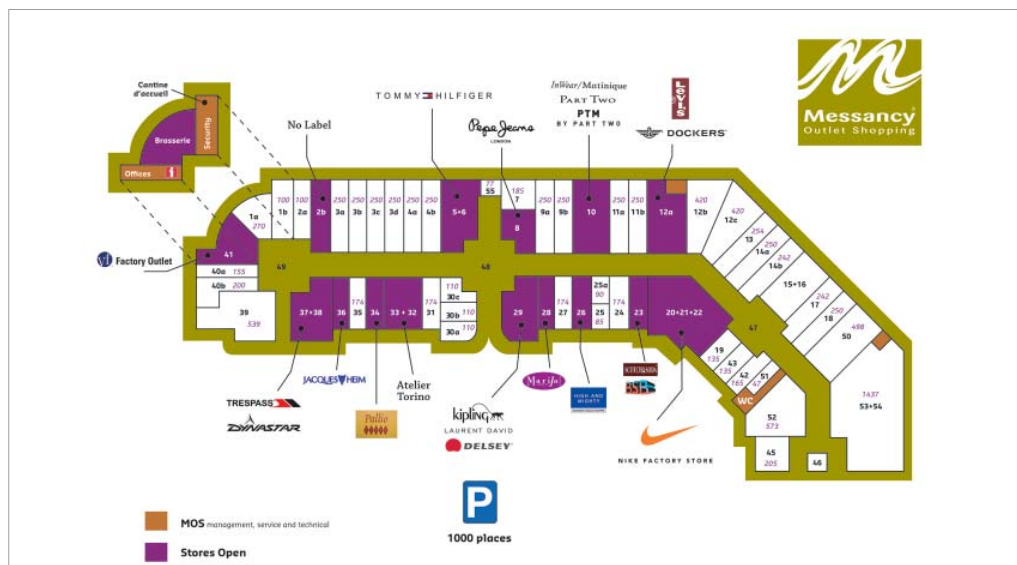 Cantine
d'accueil
Security
Brasserie
Offices
No Label
TOMMY HILFIGER
Pepe Jeans
LONDON
InWear/Matinique
PART TWO
PTM
BY PART TWO
LEVI'S
DOCKERS
Messancy
Outlet Shopping
Factory Outlet
1a
270
100
1b
100
2a
2b
250
3a
250
3b
250
3c
250
3d
250
4a
250
4b
5+6
77
55
185
7
8
250
9a
250
9b
10
250
11a
250
11b
12a
420
12b
420
12c
254
13
250
14a
242
14b
15+16
242
17
250
18
498
50
1437
53+54
41
40a 155
40b 200
39
539
49
48
47
37+38
36
174
35
34
33 + 32
174
31
110
30c
30b 110
30a 110
29
28
174
27
26
25a
90
25
85
174
24
23
20+21+22
19
135
43
135
42
165
51
47
WC
52
573
45
205
46
TRESPASS
DYNASTAR
JACQUES HEIM
Pallio
Atelier
Torino
kipling
LAURENT DAVID
DELSEY
Marijo
HIGH AND
MIGHTY
NIKE FACTORY STORE
P
1000 places
MOS management, service and technical
Stores Open